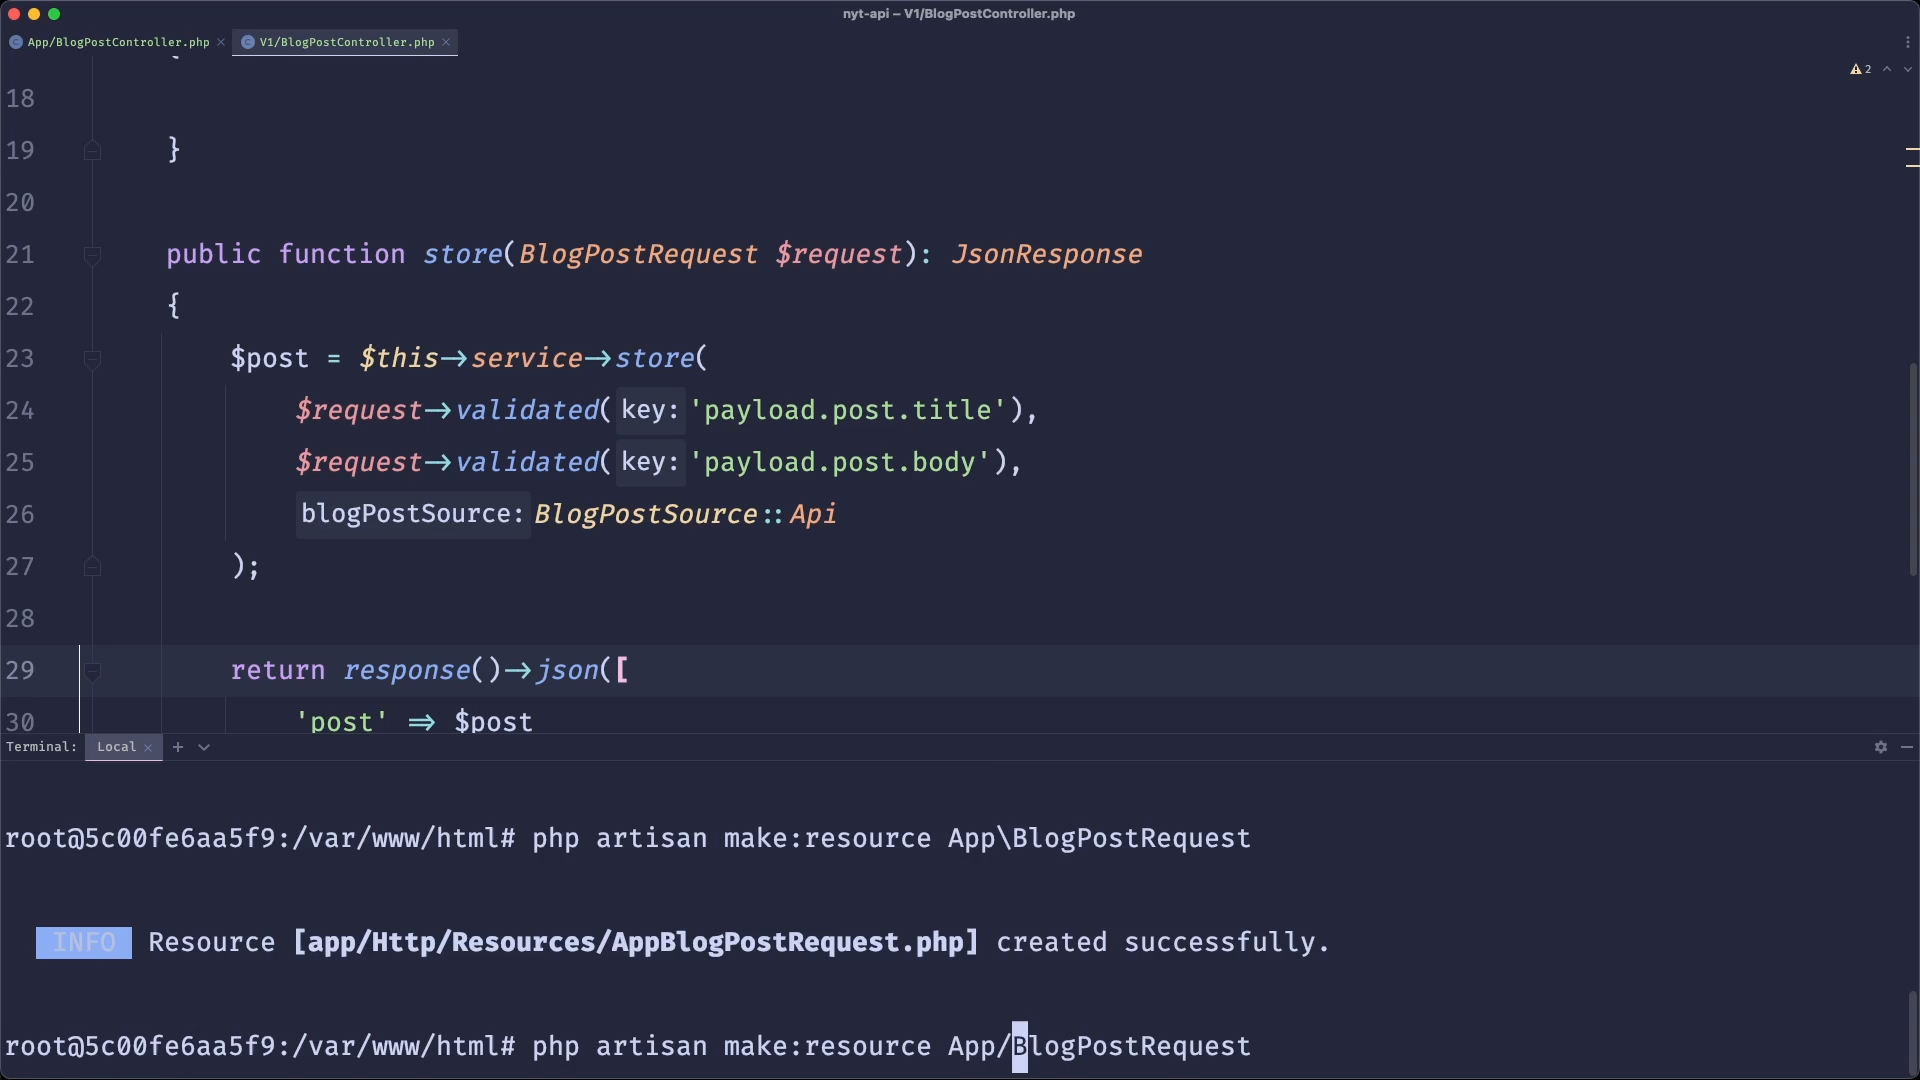 nyt-api – V1/BlogPostController.php
App/BlogPostController.php
V1/BlogPostController.php
2
{
18
19 }
20
21 public function store(BlogPostRequest $request): JsonResponse
22 {
23 $post = $this->service->store(
24 $request->validated( key: 'payload.post.title'),
25 $request->validated( key: 'payload.post.body'),
26 blogPostSource: BlogPostSource::Api
27 );
28
29 return response()->json([
30 'post' => $post
Terminal: Local
root@5c00fe6aa5f9:/var/www/html# php artisan make:resource App\BlogPostRequest
INFO Resource [app/Http/Resources/AppBlogPostRequest.php] created successfully.
root@5c00fe6aa5f9:/var/www/html# php artisan make:resource App/BlogPostRequest